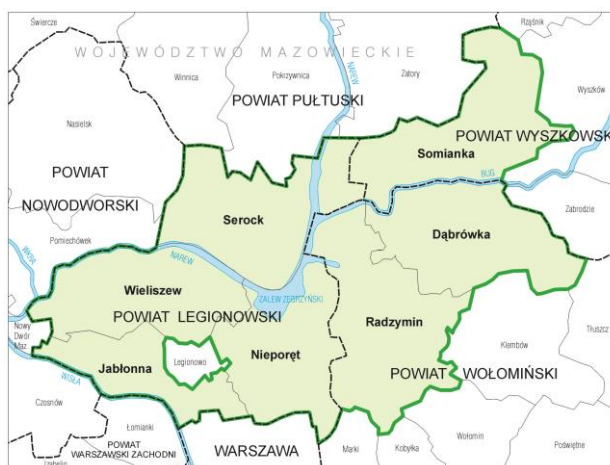 Świercze
Rząśnik
WOJEWÓDZTWO MAZOWIECKIE
Winnica
Pokrzywnica
NAREW
Zatory
Wyszków
POWIAT PUŁTUSKI
Nasielsk
POWIAT WYSZKOWSKI
Somianka
POWIAT
NOWODWORSKI
BUG
Serock
Zabrodzie
Dąbrówka
Pomiechówek
WKRA
NAREW
Wieliszew
ZALEW ZEGRZYŃSKI
POWIAT LEGIONOWSKI
Radzymin
Nowy
Dwór
Maz.
Tłuszcz
Klembów
Legionowo
Nieporęt
Jabłonna
WISŁA
POWIAT WOŁOMIŃSKI
Czosnów
Łomianki
Wołomin
Poświętne
POWIAT
WARSZAWSKI ZACHODNI
Izabelin
WARSZAWA
Marki
Kobyłka